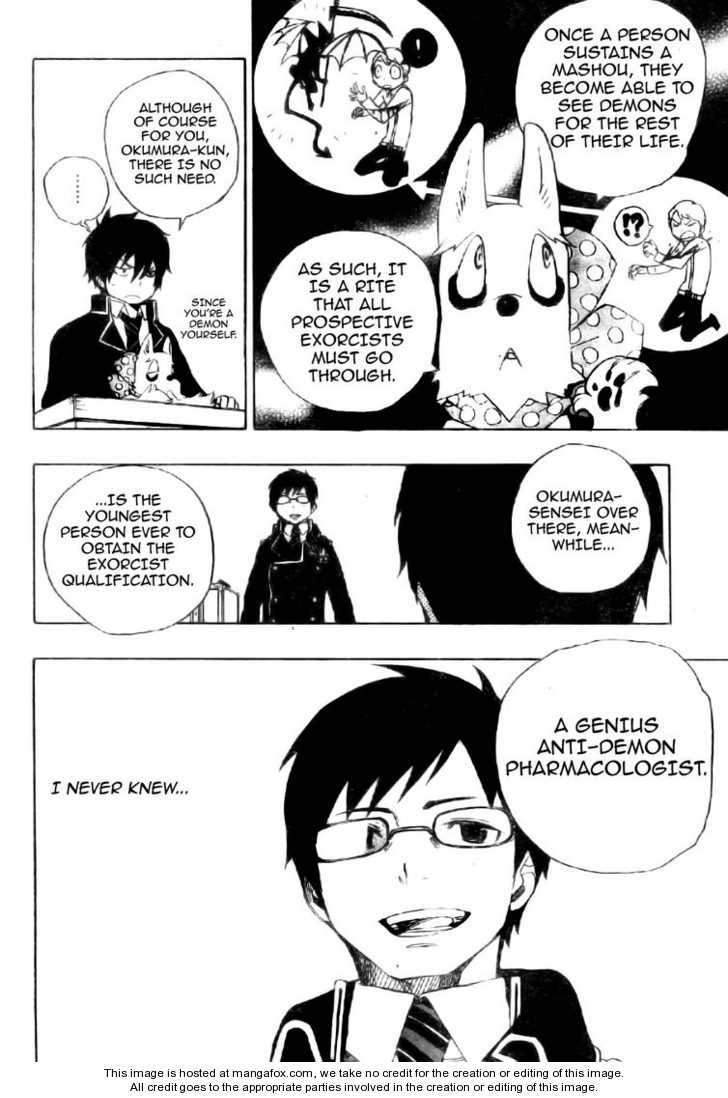 ONCE A PERSON
SUSTAINS A
MASHOU, THEY
BECOME ABLE TO
SEE DEMONS
FOR THE REST
OF THEIR LIFE.
!?
!
AS SUCH, IT
IS A RITE
THAT ALL
PROSPECTIVE
EXORCISTS
MUST GO
THROUGH.
ALTHOUGH
OF COURSE
FOR YOU,
OKUMURA-KUN,
THERE IS NO
SUCH NEED.
......
SINCE
YOU'RE A
DEMON
YOURSELF.
OKUMURA-
SENSEI OVER
THERE, MEAN-
WHILE...
...IS THE
YOUNGEST
PERSON EVER TO
OBTAIN THE
EXORCIST
QUALIFICATION.
A GENIUS
ANTI-DEMON
PHARMACOLOGIST.
I NEVER KNEW...
This image is hosted at mangafox.com, we take no credit for the creation or editing of this image.
All credit goes to the appropriate parties involved in the creation or editing of this image.